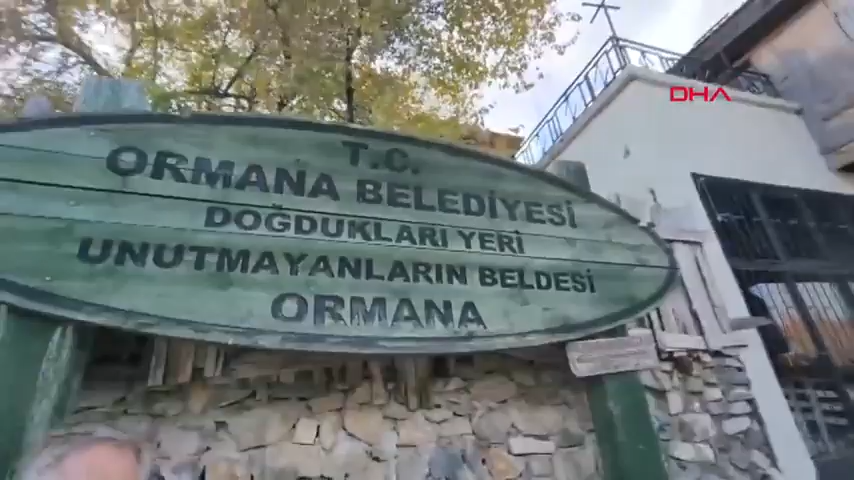 DHA
T.C.
ORMANA BELEDİYESİ
DOĞDUKLARI YERİ
UNUTMAYANLARIN BELDESİ
ORMANA